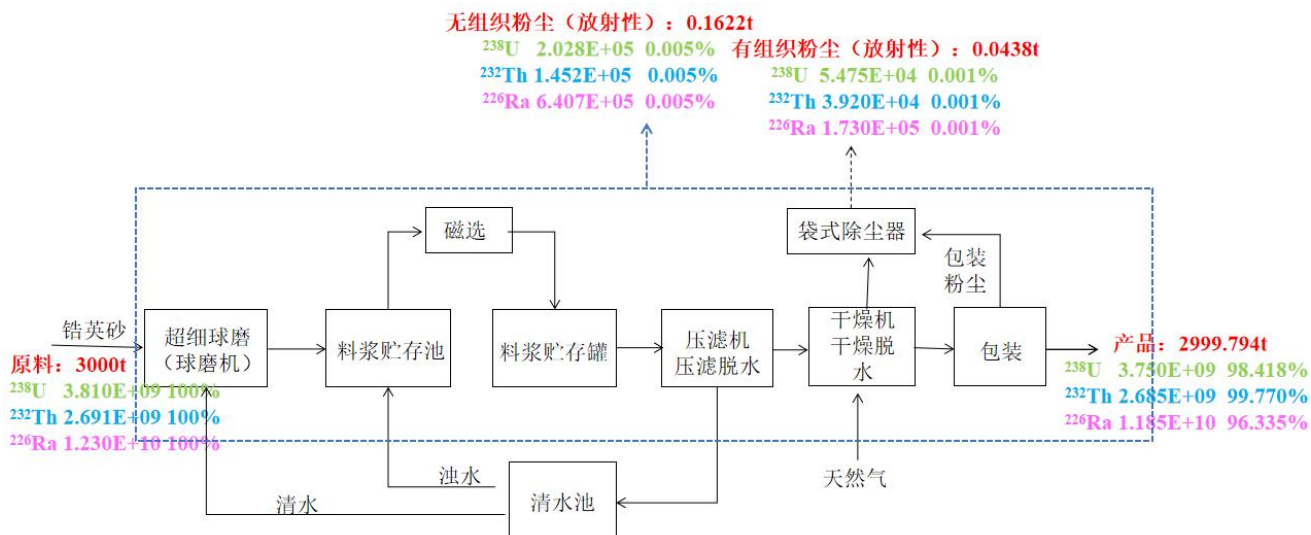 无组织粉尘（放射性）：0.1622t
²³⁸U 2.028E+05 0.005%
²³²Th 1.452E+05 0.005%
²²⁶Ra 6.407E+05 0.005%
有组织粉尘（放射性）：0.0438t
²³⁸U 5.475E+04 0.001%
²³²Th 3.920E+04 0.001%
²²⁶Ra 1.730E+05 0.001%
磁选
袋式除尘器
包装
粉尘
锆英砂
原料：3000t
²³⁸U 3.810E+09 100%
²³²Th 2.691E+09 100%
²²⁶Ra 1.230E+10 100%
超细球磨
（球磨机）
料浆贮存池
料浆贮存罐
压滤机
压滤脱水
干燥机
干燥脱
水
包装
产品：2999.794t
²³⁸U 3.750E+09 98.418%
²³²Th 2.685E+09 99.770%
²²⁶Ra 1.185E+10 96.335%
浊水
清水
清水池
天然气